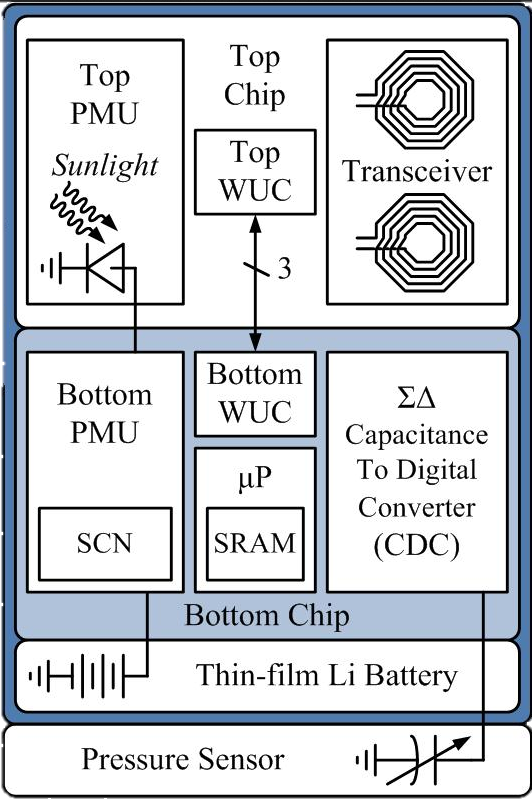 Top
PMU
Sunlight
Top
Chip
Top
WUC
3
Transceiver
Bottom
PMU
SCN
Bottom
WUC
μP
SRAM
ΣΔ
Capacitance
To Digital
Converter
(CDC)
Bottom Chip
Thin-film Li Battery
Pressure Sensor